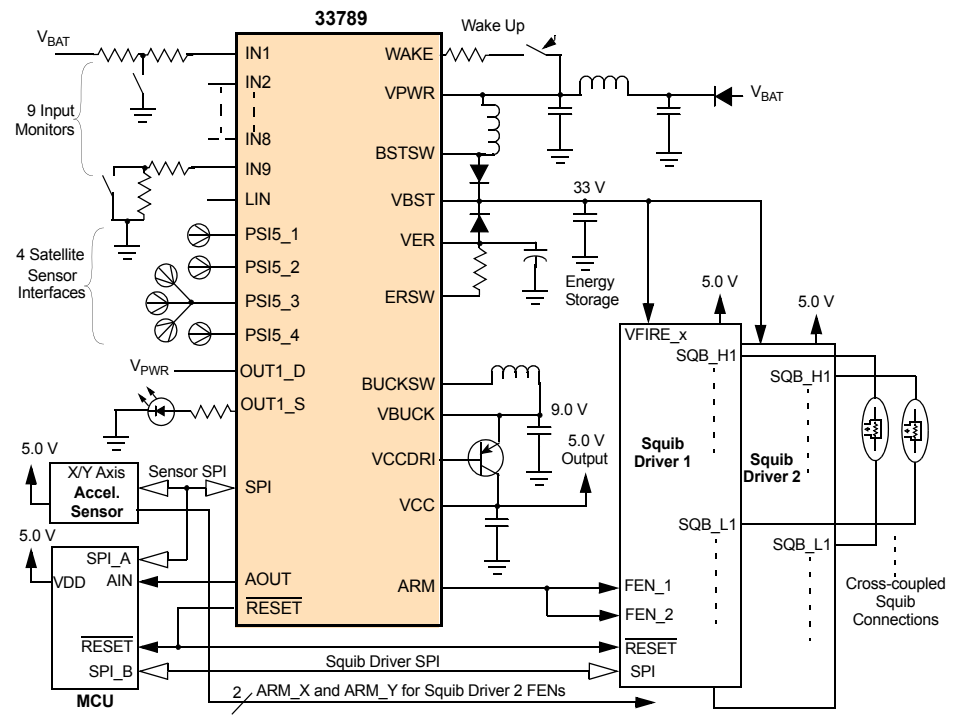 33789
V_BAT
IN1
IN2
IN8
IN9
LIN
9 Input
Monitors
PSI5_1
PSI5_2
PSI5_3
PSI5_4
4 Satellite
Sensor
Interfaces
V_PWR
OUT1_D
OUT1_S
5.0 V
X/Y Axis
Accel.
Sensor
Sensor SPI
SPI
5.0 V
SPI_A
VDD
AIN
AOUT
RESET
RESET
SPI_B
MCU
WAKE
Wake Up
VPWR
V_BAT
BSTSW
VBST
33 V
VER
ERSW
Energy
Storage
BUCKSW
VBUCK
9.0 V
VCCDRI
5.0 V
Output
VCC
ARM
5.0 V
5.0 V
VFIRE_x
SQB_H1
SQB_H1
Squib
Driver 1
Squib
Driver 2
SQB_L1
SQB_L1
FEN_1
FEN_2
RESET
SPI
Cross-coupled
Squib
Connections
Squib Driver SPI
2
ARM_X and ARM_Y for Squib Driver 2 FENs